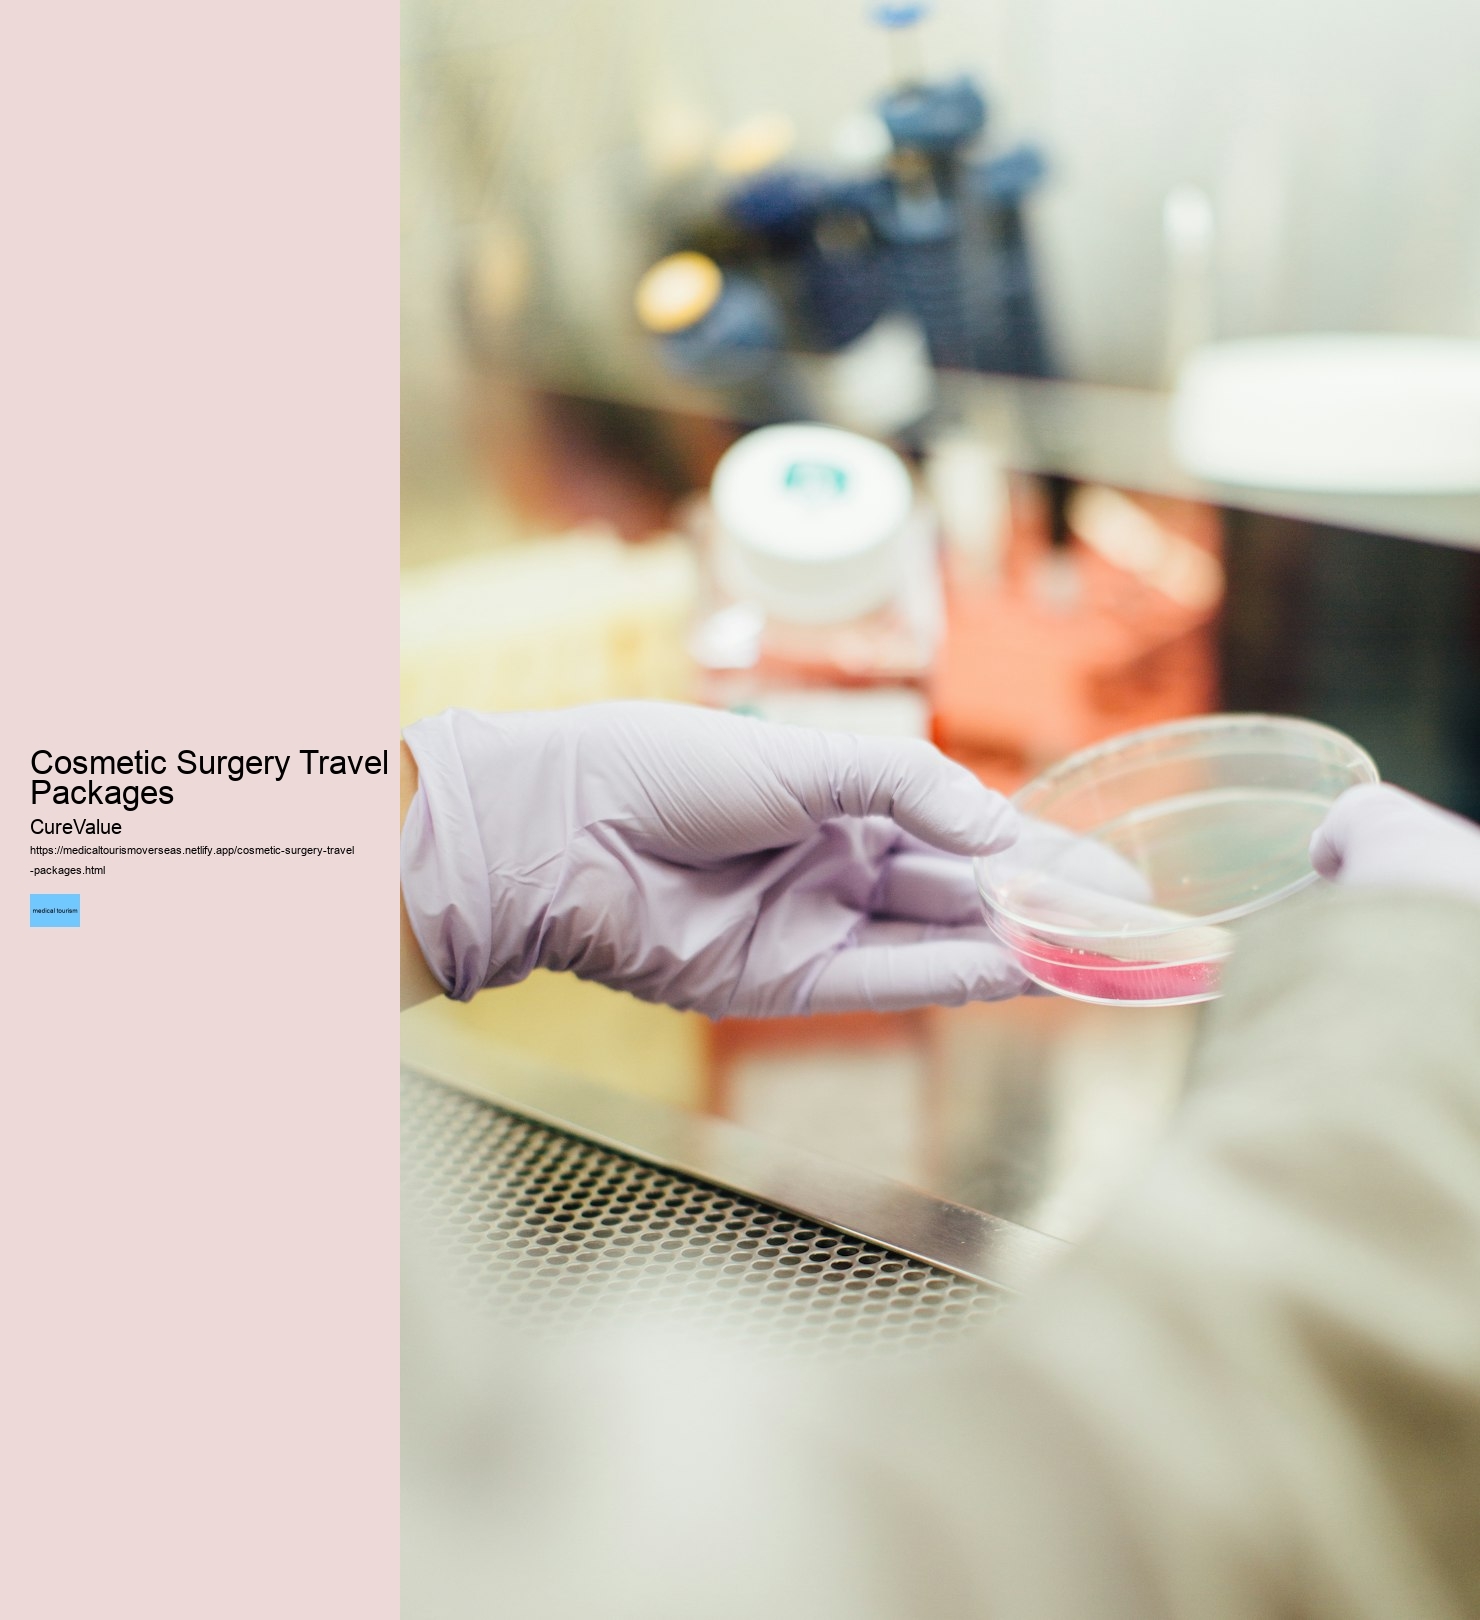 Cosmetic Surgery Travel
Packages
CureValue
https://medicaltourismoverseas.netlify.app/cosmetic-surgery-travel
-packages.html
medical tourism